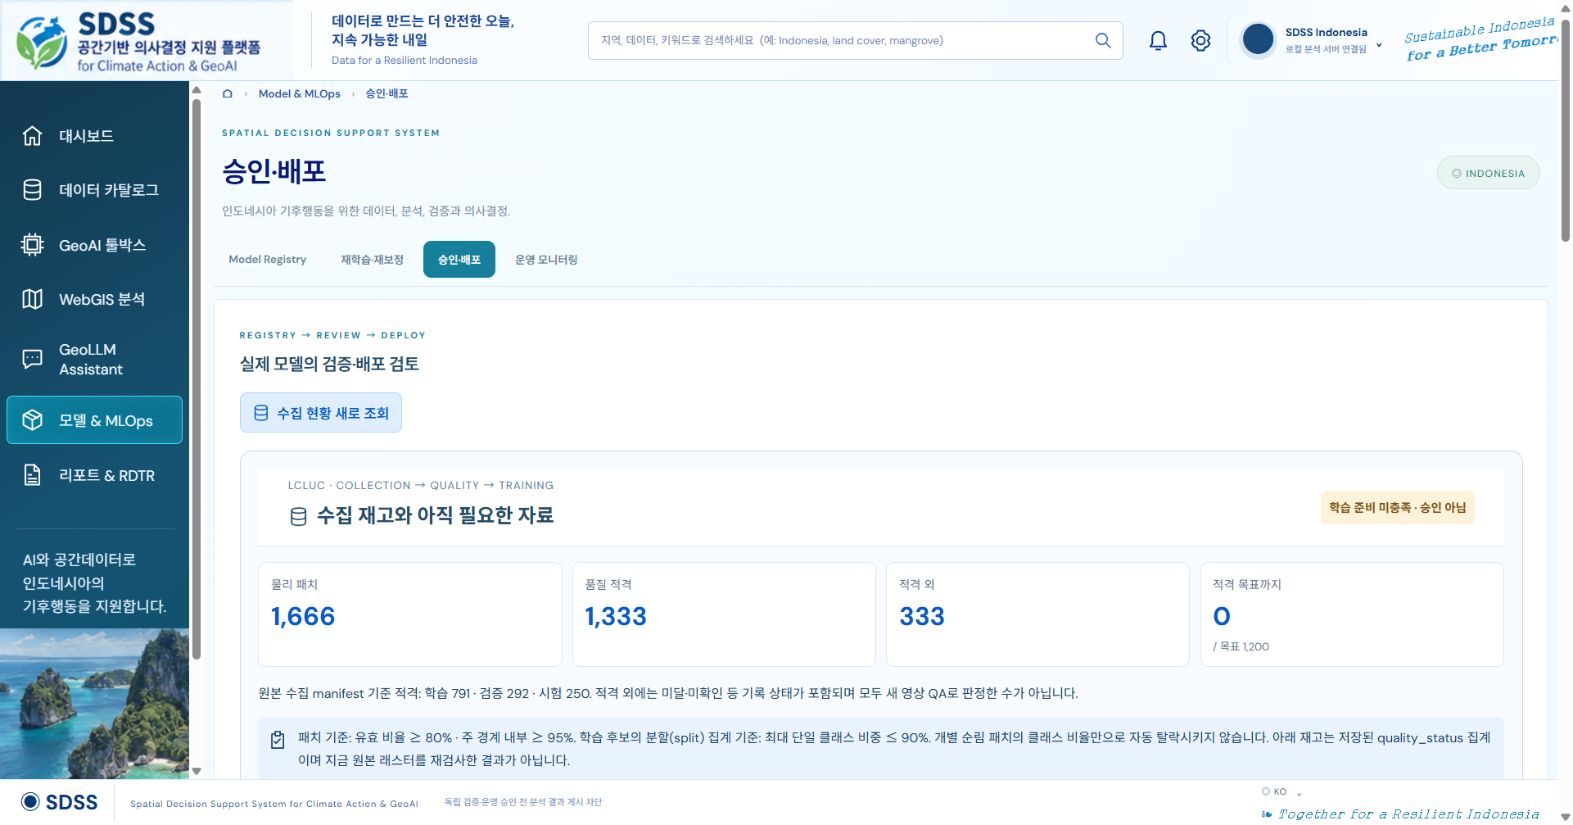 SDSS
공간기반 의사결정 지원 플랫폼
for Climate Action & GeoAI
데이터로 만드는 더 안전한 오늘,
지속 가능한 내일
Data for a Resilient Indonesia
지역, 데이터, 키워드로 검색하세요 (예: Indonesia, land cover, mangrove)
SDSS Indonesia
로컬 분석 서버 연결됨
Sustainable Indonesia
for a Better Tomorr
대시보드
데이터 카탈로그
GeoAI 툴박스
WebGIS 분석
GeoLLM
Assistant
모델 & MLOps
리포트 & RDTR
AI와 공간데이터로
인도네시아의
기후행동을 지원합니다.
Model & MLOps › 승인·배포
SPATIAL DECISION SUPPORT SYSTEM
승인·배포
INDONESIA
인도네시아 기후행동을 위한 데이터, 분석, 검증과 의사결정.
Model Registry 재학습·재보정 승인·배포 운영 모니터링
REGISTRY → REVIEW → DEPLOY
실제 모델의 검증·배포 검토
수집 현황 새로 조회
LCLUC · COLLECTION → QUALITY → TRAINING
수집 재고와 아직 필요한 자료
학습 준비 미충족 · 승인 아님
물리 패치
1,666
품질 적격
1,333
적격 외
333
적격 목표까지
0
/ 목표 1,200
원본 수집 manifest 기준 적격: 학습 791 · 검증 292 · 시험 250. 적격 외에는 미달·미확인 등 기록 상태가 포함되며 모두 새 영상 QA로 판정한 수가 아닙니다.
패치 기준: 유효 비율 ≥ 80% · 주 경계 내부 ≥ 95%. 학습 후보의 분할(split) 집계 기준: 최대 단일 클래스 비중 ≤ 90%. 개별 순림 패치의 클래스 비율만으로 자동 탈락시키지 않습니다. 아래 재고는 저장된 quality_status 집계
이며 지금 원본 래스터를 재검사한 결과가 아닙니다.
SDSS
Spatial Decision Support System for Climate Action & GeoAI
독립 검증·운영 승인 전 분석 결과 게시 차단
KO
Together for a Resilient Indonesia